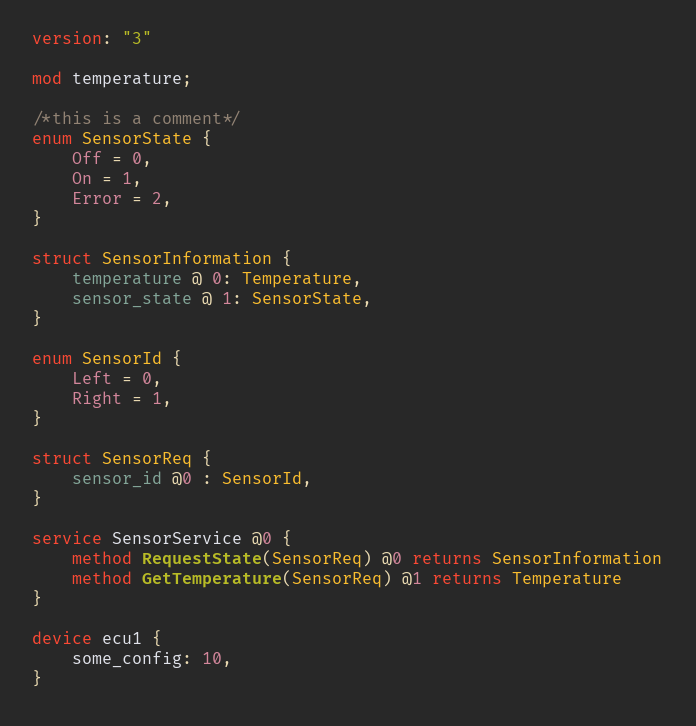 version: "3"
mod temperature;
/*this is a comment*/
enum SensorState {
    Off = 0,
    On = 1,
    Error = 2,
}
struct SensorInformation {
    temperature @ 0: Temperature,
    sensor_state @ 1: SensorState,
}
enum SensorId {
    Left = 0,
    Right = 1,
}
struct SensorReq {
    sensor_id @0 : SensorId,
}
service SensorService @0 {
    method RequestState(SensorReq) @0 returns SensorInformation
    method GetTemperature(SensorReq) @1 returns Temperature
}
device ecu1 {
    some_config: 10,
}